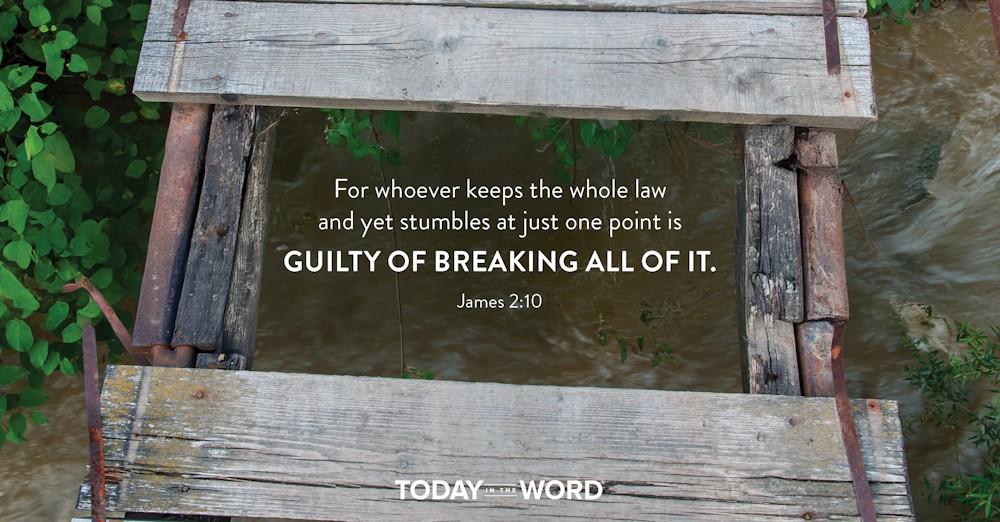 For whoever keeps the whole law
and yet stumbles at just one point is
GUILTY OF BREAKING ALL OF IT.
James 2:10
TODAY IN THE WORD